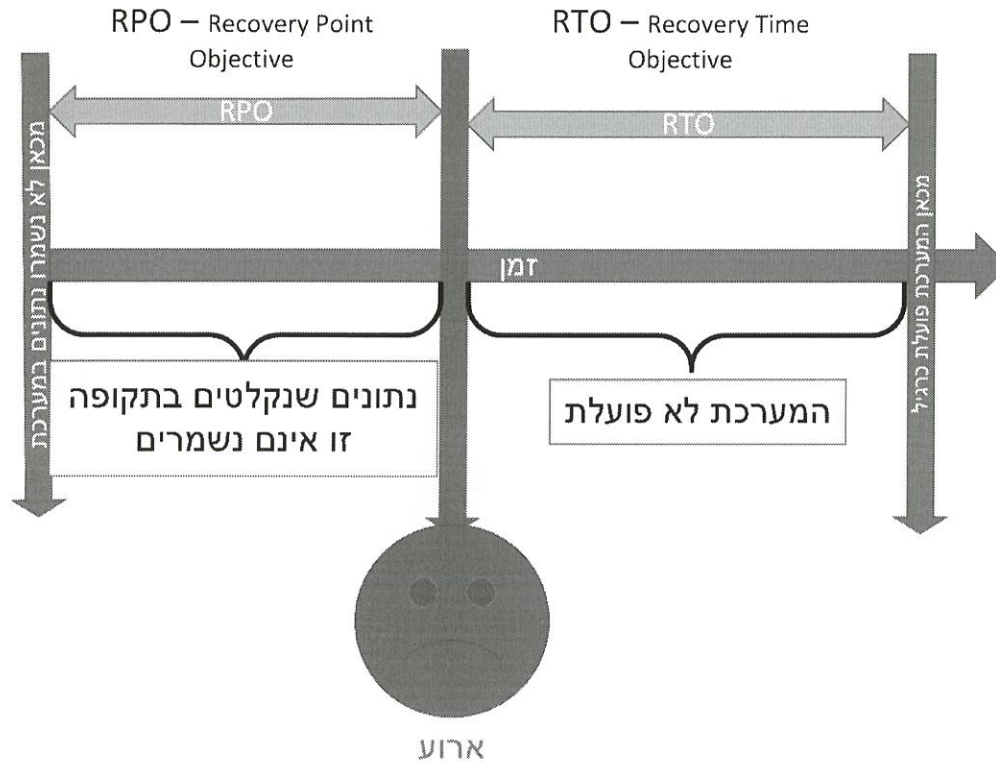 RPO – Recovery Point
Objective
RTO – Recovery Time
Objective
RPO
RTO
מכאן לא נשמרו נתונים במערכת
זמן
מכאן המערכת פועלת כרגיל
נתונים שנקלטים בתקופה
זו אינם נשמרים
המערכת לא פועלת
ארוע